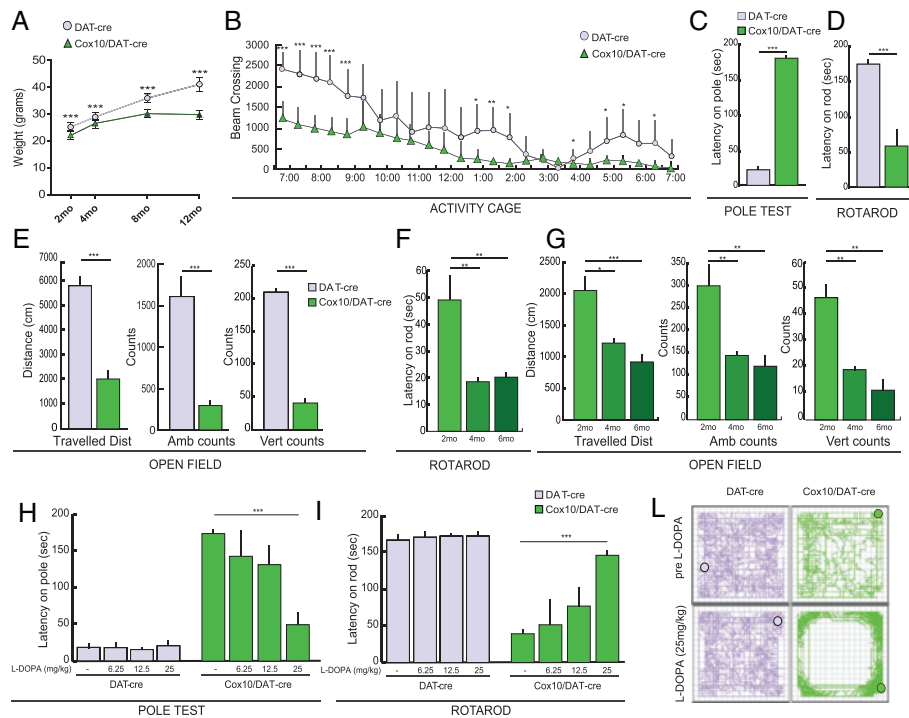 A
DAT-cre
Cox10/DAT-cre
Weight (grams)
50
40
30
20
0
***
***
***
***
2mo
4mo
8mo
12mo
B
DAT-cre
Cox10/DAT-cre
Beam Crossing
3000
2500
2000
1500
1000
500
0
*** *** *** *** ***
* ** * * * * *
7:00 8:00 9:00 10:00 11:00 12:00 1:00 2:00 3:00 4:00 5:00 6:00 7:00
ACTIVITY CAGE
C
DAT-cre
Cox10/DAT-cre
Latency on pole (sec)
200
150
100
50
0
***
POLE TEST
D
Latency on rod (sec)
200
150
100
50
0
***
ROTAROD
E
Distance (cm)
7000
6000
5000
4000
3000
2000
1000
0
***
Travelled Dist
Counts
2000
1500
1000
500
0
***
Amb counts
Counts
250
200
150
100
50
0
***
Vert counts
DAT-cre
Cox10/DAT-cre
OPEN FIELD
F
Latency on rod (sec)
60
40
20
0
**
**
2mo 4mo 6mo
ROTAROD
G
Distance (cm)
2500
2000
1500
1000
500
0
***
*
2mo 4mo 6mo
Travelled Dist
Counts
350
300
250
200
150
100
50
0
**
**
2mo 4mo 6mo
Amb counts
Counts
60
40
20
10
0
**
**
2mo 4mo 6mo
Vert counts
OPEN FIELD
H
Latency on pole (sec)
200
150
100
50
0
***
L-DOPA (mg/kg) - 6.25 12.5 25 - 6.25 12.5 25
DAT-cre Cox10/DAT-cre
POLE TEST
I
DAT-cre
Cox10/DAT-cre
Latency on rod (sec)
200
150
100
50
0
***
L-DOPA (mg/kg) - 6.25 12.5 25 - 6.25 12.5 25
DAT-cre Cox10/DAT-cre
ROTAROD
L
DAT-cre Cox10/DAT-cre
pre L-DOPA
L-DOPA (25mg/kg)